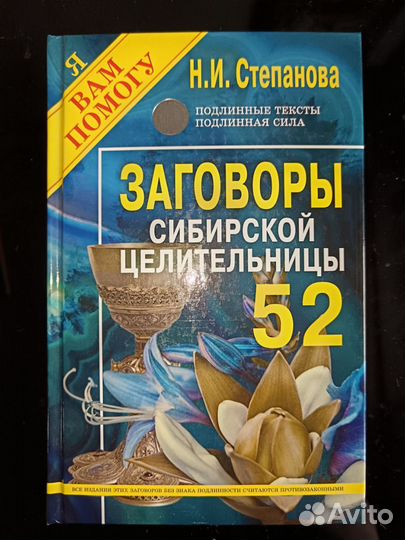 Я
ВАМ
ПОМОГУ
Н.И. Степанова
ПОДЛИННЫЕ ТЕКСТЫ
ПОДЛИННАЯ СИЛА
ЗАГОВОРЫ
СИБИРСКОЙ
ЦЕЛИТЕЛЬНИЦЫ
52
ВСЕ ИЗДАНИЯ ЭТИХ ЗАГОВОРОВ БЕЗ ЗНАКА ПОДЛИННОСТИ СЧИТАЮТСЯ ПРОТИВОЗАКОННЫМИ
Avito